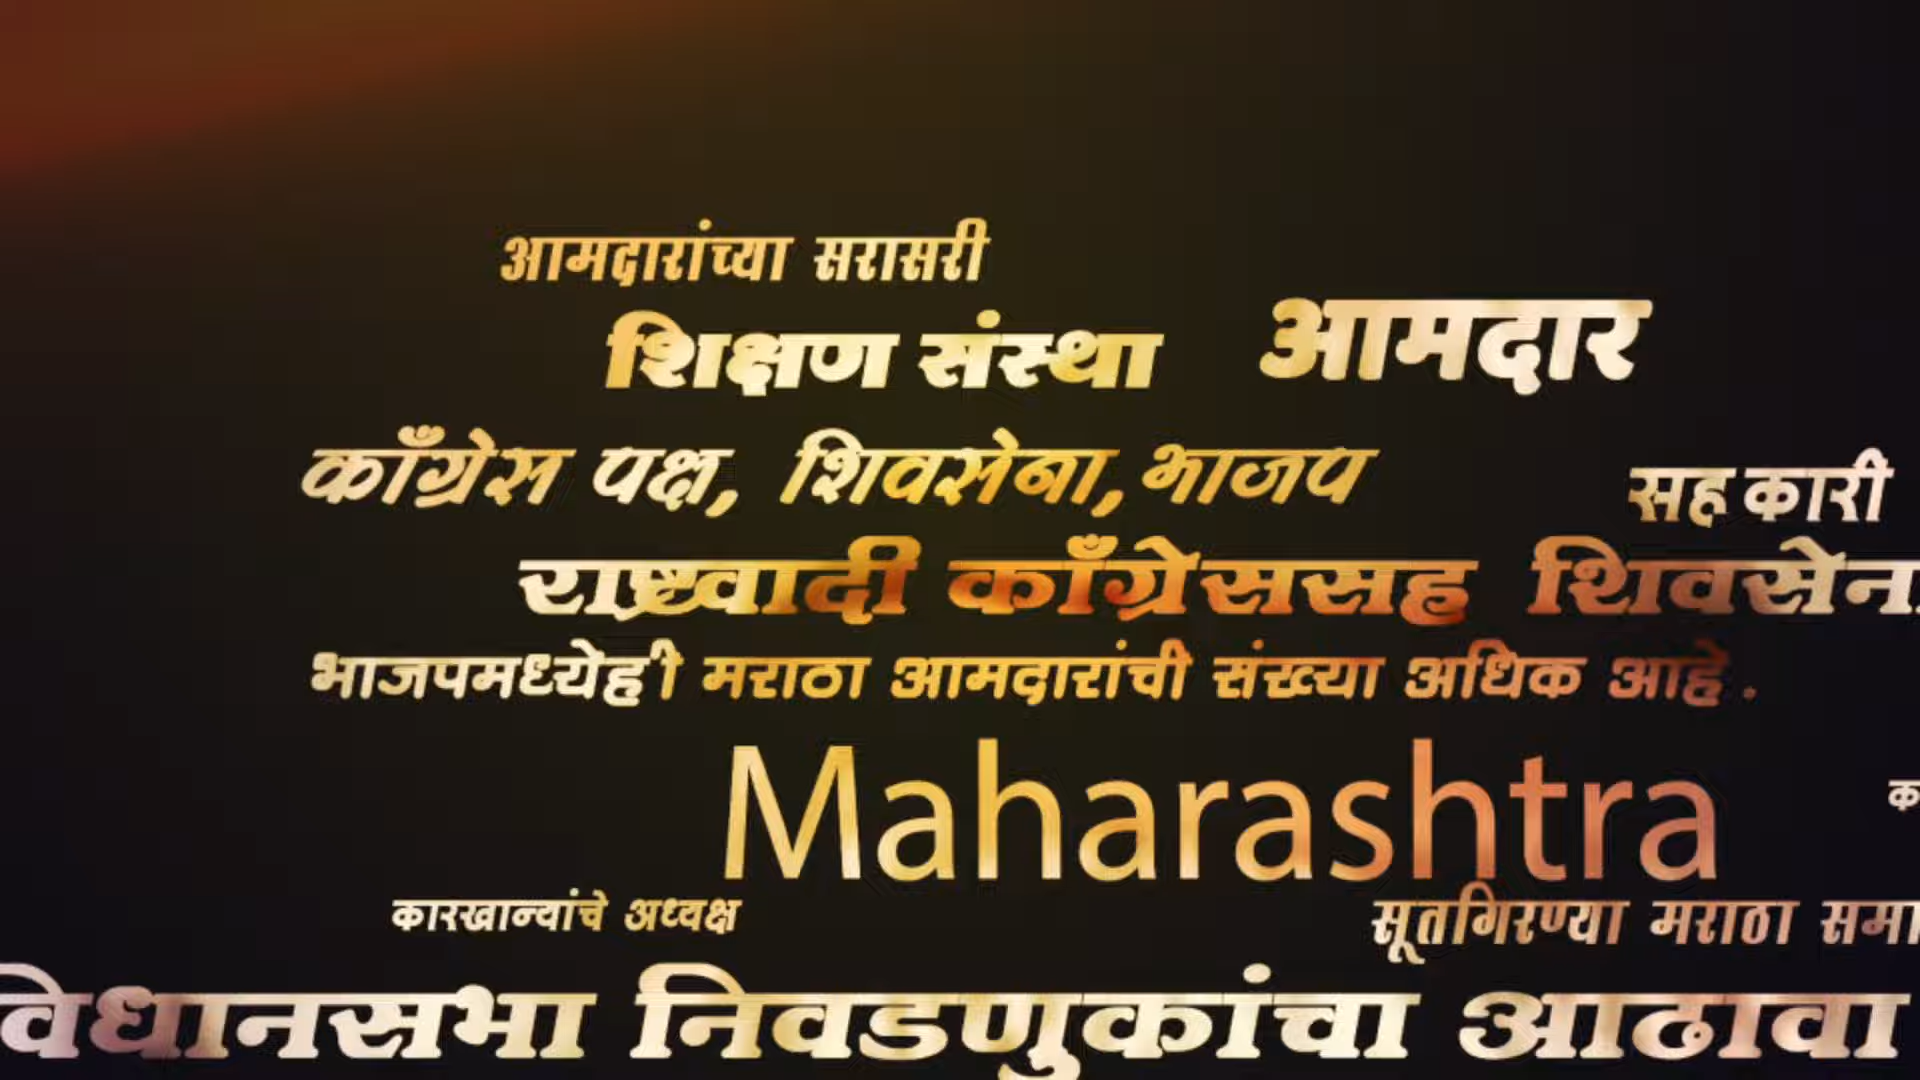 आमदारांच्या सरासरी
शिक्षण संस्था
आमदार
काँग्रेस पक्ष, शिवसेना,भाजप
सहकारी
राष्ट्रवादी काँग्रेससह शिवसेना
भाजपमध्येही मराठा आमदारांची संख्या अधिक आहे.
Maharashtra
कारखान्यांचे अध्यक्ष
सूतगिरण्या मराठा
विधानसभा निवडणुकांचा आढावा